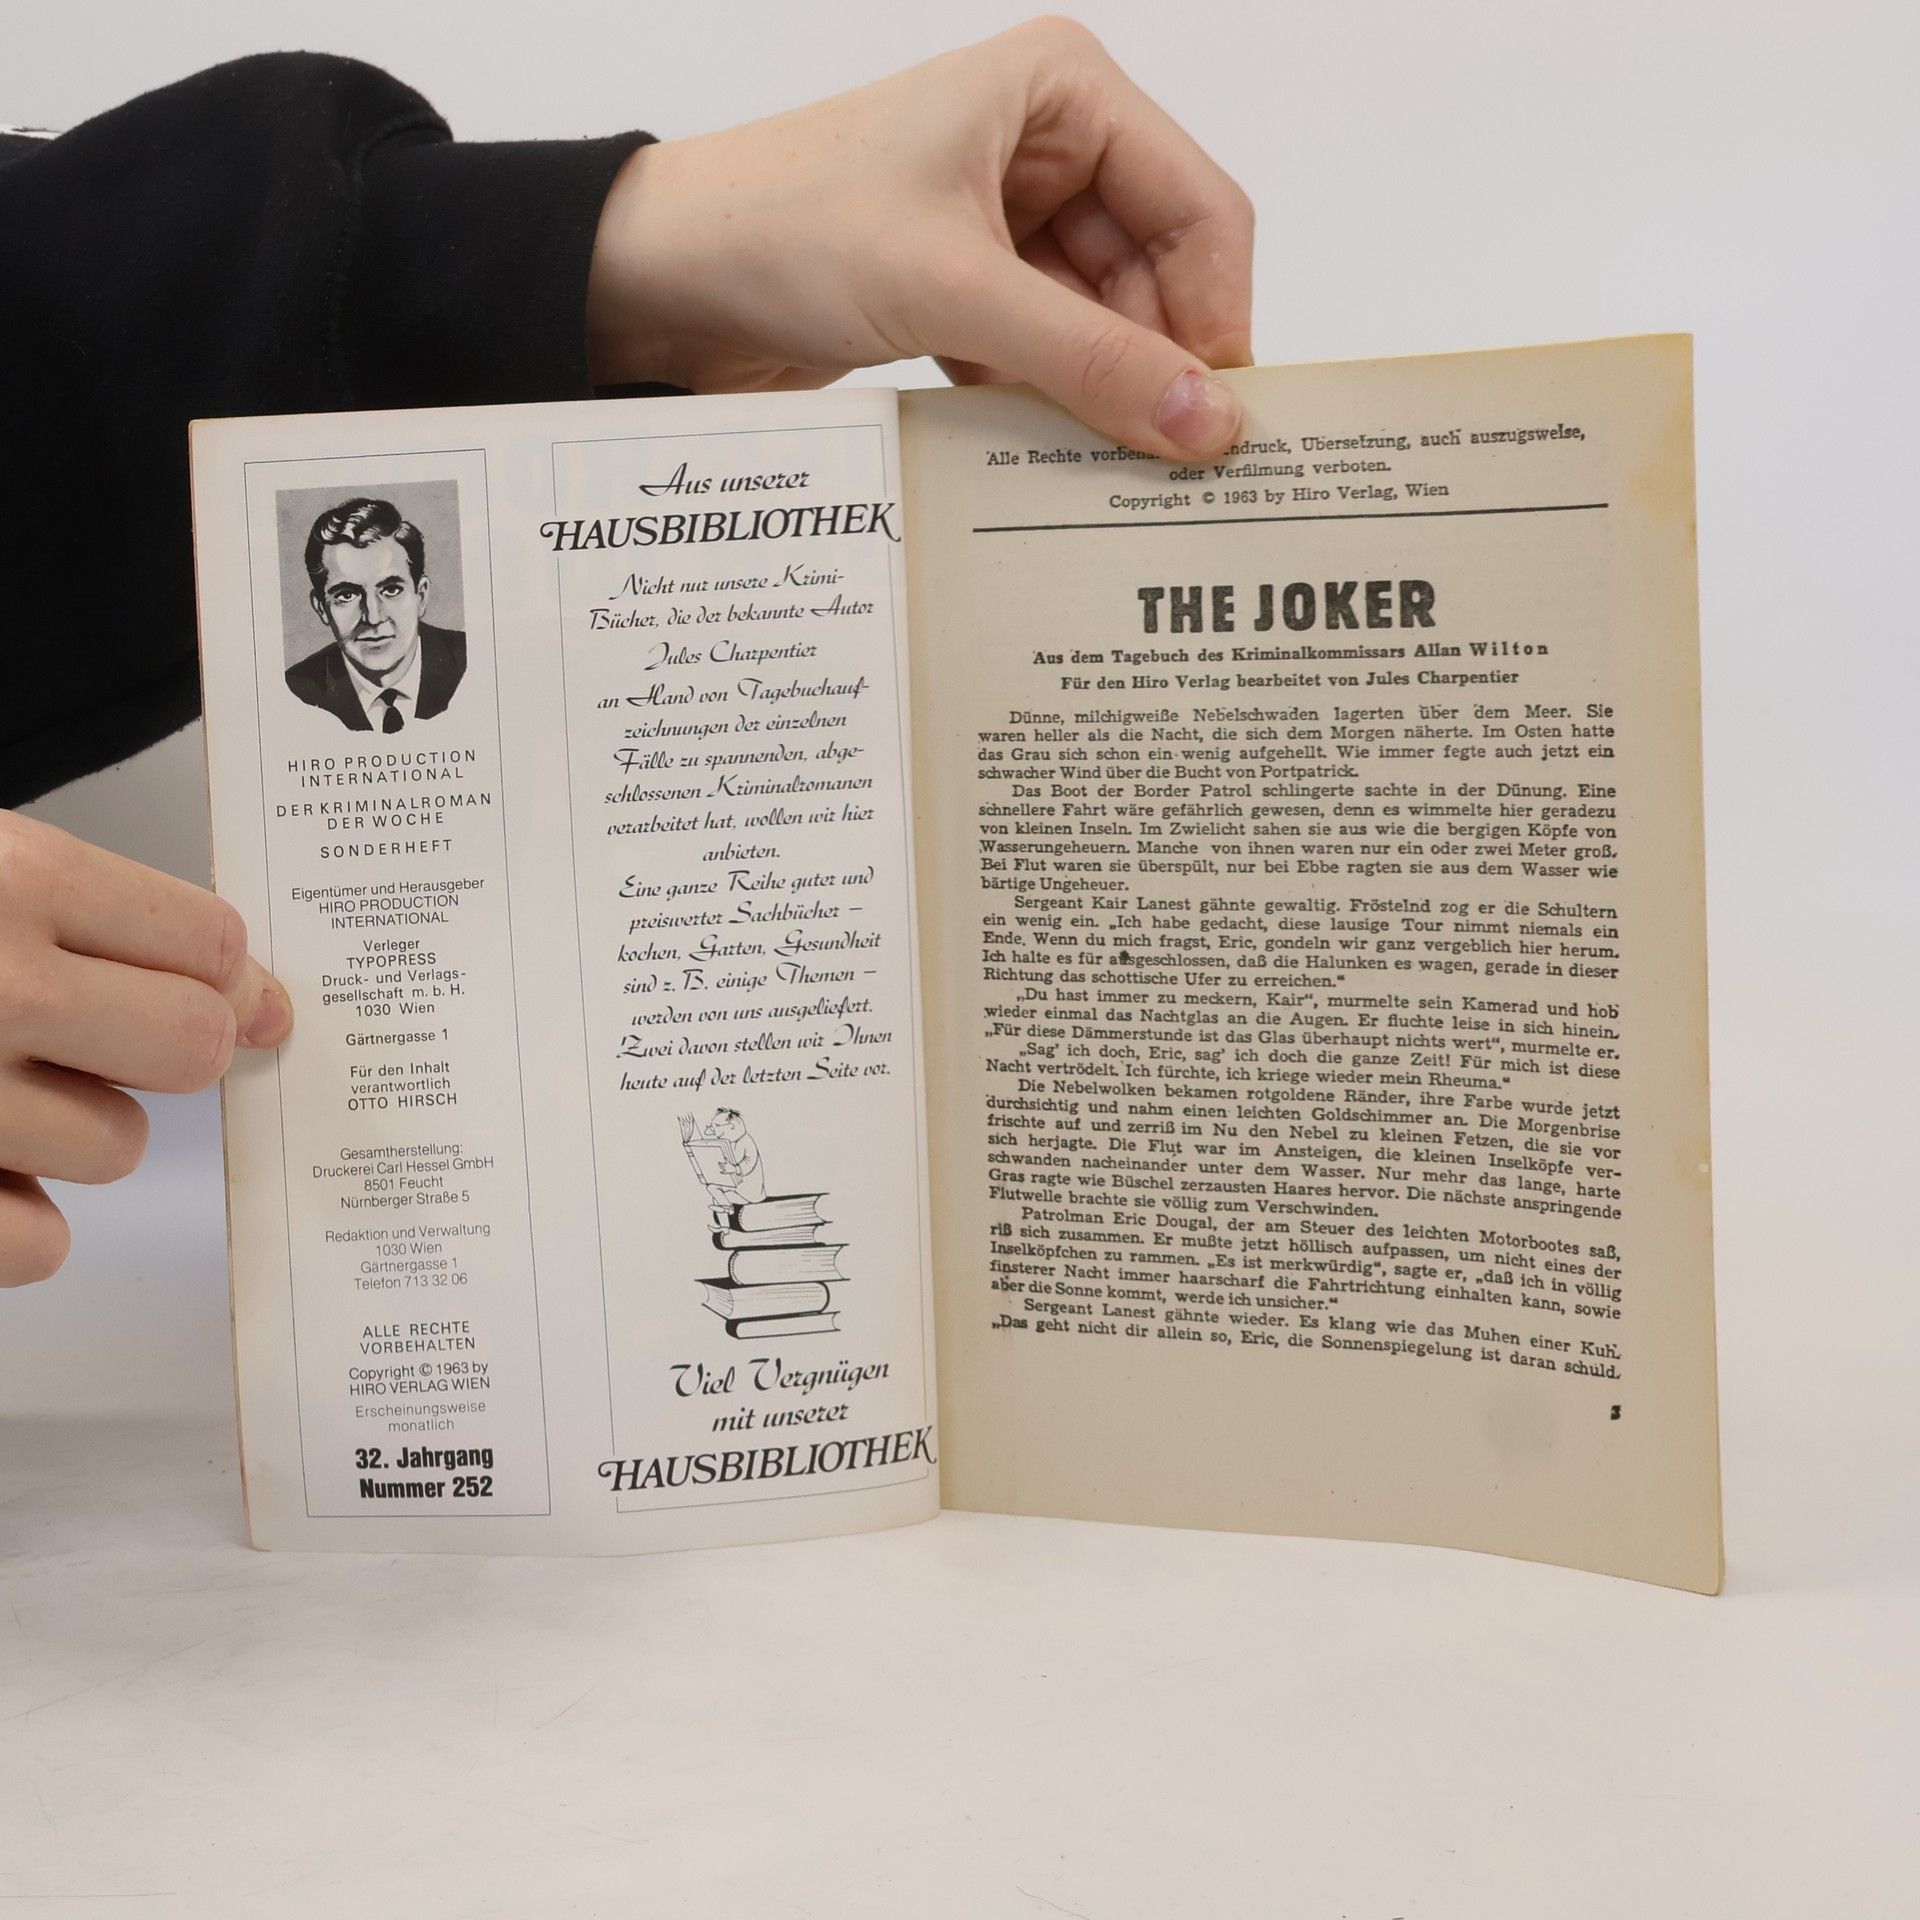 HIRO PRODUCTION
INTERNATIONAL
DER KRIMINALROMAN
DER WOCHE
SONDERHEFT
Eigentümer und Herausgeber
HIRO PRODUCTION
INTERNATIONAL
Verleger
TYPOPRESS
Druck- und Verlags-
gesellschaft m. b. H.
1030 Wien
Gärtnergasse 1
Für den Inhalt
verantwortlich
OTTO HIRSCH
Gesamtherstellung:
Druckerei Carl Hessel GmbH
8501 Feucht
Nürnberger Straße 5
Redaktion und Verwaltung
1030 Wien
Gärtnergasse 1
Telefon 713 32 06
ALLE RECHTE
VORBEHALTEN
Copyright © 1963 by
HIRO VERLAG WIEN
Erscheinungsweise
monatlich
32. Jahrgang
Nummer 252
Aus unserer
HAUSBIBLIOTHEK
Nicht nur unsere Krimi-
Bücher, die der bekannte Autor
Jules Charpentier
an Hand von Tagebuchauf-
zeichnungen der einzelnen
Fälle zu spannenden, abge-
schlossenen Kriminalromanen
verarbeitet hat, wollen wir hier
anbieten.
Eine ganze Reihe guter und
preiswerter Sachbücher –
kochen, Garten, Gesundheit
sind z. B. einige Themen –
werden von uns ausgeliefert.
Zwei davon stellen wir Ihnen
heute auf der letzten Seite vor.
Viel Vergnügen
mit unserer
HAUSBIBLIOTHEK
Alle Rechte Übersetzung, auch auszugsweise,
oder Verfilmung verboten.
Copyright © 1963 by Hiro Verlag, Wien
THE JOKER
Aus dem Tagebuch des Kriminalkommissars Allan Wilton
Für den Hiro Verlag bearbeitet von Jules Charpentier
Dünne, milchigweiße Nebelschwaden lagerten über dem Meer. Sie
waren heller als die Nacht, die sich dem Morgen näherte. Im Osten hatte
das Grau sich schon ein wenig aufgehellt. Wie immer fegte auch jetzt ein
schwacher Wind über die Bucht von Portpatrick.
Das Boot der Border Patrol schlingerte sachte in der Dünung. Eine
schnellere Fahrt wäre gefährlich gewesen, denn es wimmelte hier geradezu
von kleinen Inseln. Im Zwielicht sahen sie aus wie die bergigen Köpfe von
Wasserungeheuern. Manche von ihnen waren nur ein oder zwei Meter groß.
Bei Flut waren sie überspült, nur bei Ebbe ragten sie aus dem Wasser wie
bärtige Ungeheuer.
Sergeant Kair Lanest gähnte gewaltig. Fröstelnd zog er die Schultern
ein wenig ein. „Ich habe gedacht, diese lausige Tour nimmt niemals ein
Ende. Wenn du mich fragst, Eric, gondeln wir ganz vergeblich hier herum.
Ich halte es für ausgeschlossen, daß die Halunken es wagen, gerade in dieser
Richtung das schottische Ufer zu erreichen.“
„Du hast immer zu meckern, Kair“, murmelte sein Kamerad und hob
wieder einmal das Nachtglas an die Augen. Er fluchte leise in sich hinein.
„Für diese Dämmerstunde ist das Glas überhaupt nichts wert“, murmelte er.
„Sag’ ich doch, Eric, sag’ ich doch die ganze Zeit! Für mich ist diese
Nacht vertrödelt. Ich fürchte, ich kriege wieder mein Rheuma.“
Die Nebelwolken bekamen rotgoldene Ränder, ihre Farbe wurde jetzt
durchsichtig und nahm einen leichten Goldschimmer an. Die Morgenbrise
frischte auf und zerriß im Nu den Nebel zu kleinen Fetzen, die sie vor
sich herjagte. Die Flut war im Ansteigen, die kleinen Inselköpfe ver-
schwanden nacheinander unter dem Wasser. Nur mehr das lange, harte
Gras ragte wie Büschel zerzausten Haares hervor. Die nächste anspringende
Flutwelle brachte sie völlig zum Verschwinden.
Patrolman Eric Dougal, der am Steuer des leichten Motorbootes saß,
riß sich zusammen. Er mußte jetzt höllisch aufpassen, um nicht eines der
Inselköpfchen zu rammen. „Es ist merkwürdig“, sagte er, „daß ich in völlig
finsterer Nacht immer haarscharf die Fahrtrichtung einhalten kann, sowie
aber die Sonne kommt, werde ich unsicher.“
Sergeant Lanest gähnte wieder. Es klang wie das Muhen einer Kuh.
„Das geht nicht dir allein so, Eric, die Sonnenspiegelung ist daran schuld.
3